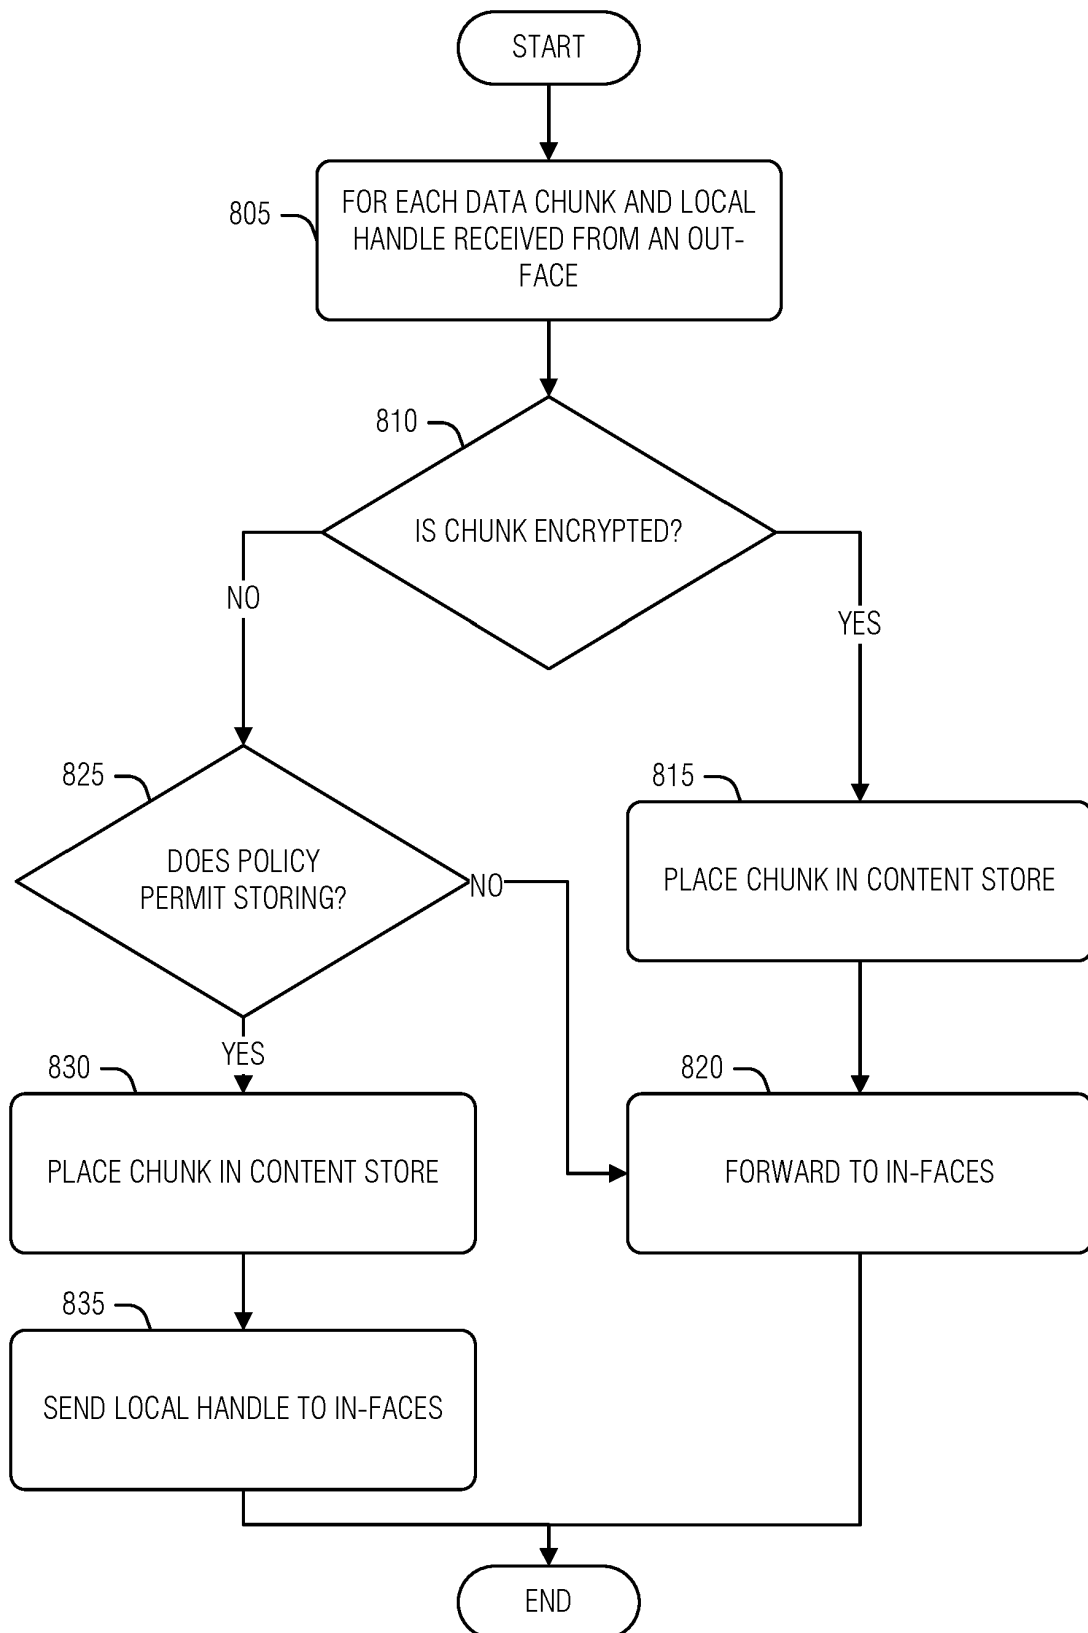 START
805
FOR EACH DATA CHUNK AND LOCAL
HANDLE RECEIVED FROM AN OUT-
FACE
810
IS CHUNK ENCRYPTED?
NO
YES
825
DOES POLICY
PERMIT STORING?
NO
815
PLACE CHUNK IN CONTENT STORE
YES
830
PLACE CHUNK IN CONTENT STORE
820
FORWARD TO IN-FACES
835
SEND LOCAL HANDLE TO IN-FACES
END